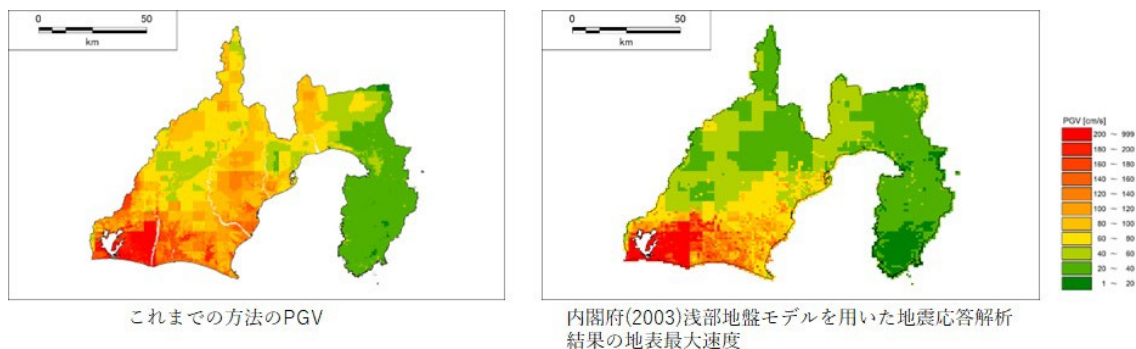 0 50
km
0 50
km
PGV [cm/s]
200 ～ 999
180 ～ 200
160 ～ 180
140 ～ 160
120 ～ 140
100 ～ 120
80 ～ 100
60 ～ 80
40 ～ 60
20 ～ 40
1 ～ 20
これまでの方法のPGV
内閣府(2003)浅部地盤モデルを用いた地震応答解析
結果の地表最大速度